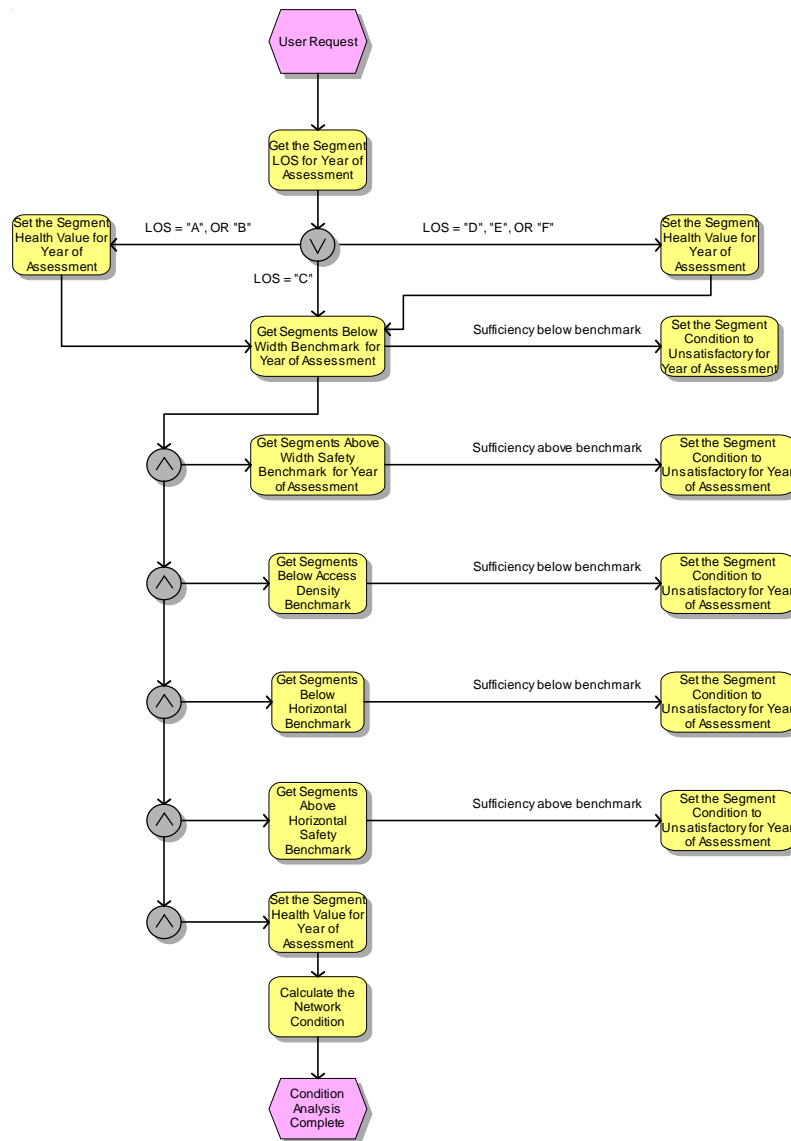 User Request
Get the Segment
LOS for Year of
Assessment
Set the Segment
Health Value for
Year of
Assessment
LOS = "A", OR "B"
LOS = "D", "E", OR "F"
Set the Segment
Health Value for
Year of
Assessment
LOS = "C"
Get Segments Below
Width Benchmark for
Year of Assessment
Sufficiency below benchmark
Set the Segment
Condition to
Unsatisfactory for
Year of Assessment
Get Segments Above
Width Safety
Benchmark for Year
of Assessment
Sufficiency above benchmark
Set the Segment
Condition to
Unsatisfactory for Year
of Assessment
Get Segments
Below Access
Density
Benchmark
Sufficiency below benchmark
Set the Segment
Condition to
Unsatisfactory for Year
of Assessment
Get Segments
Below
Horizontal
Benchmark
Sufficiency below benchmark
Set the Segment
Condition to
Unsatisfactory for Year
of Assessment
Get Segments
Above
Horizontal
Safety
Benchmark
Sufficiency above benchmark
Set the Segment
Condition to
Unsatisfactory for Year
of Assessment
Set the Segment
Health Value for
Year of
Assessment
Calculate the
Network
Condition
Condition
Analysis
Complete